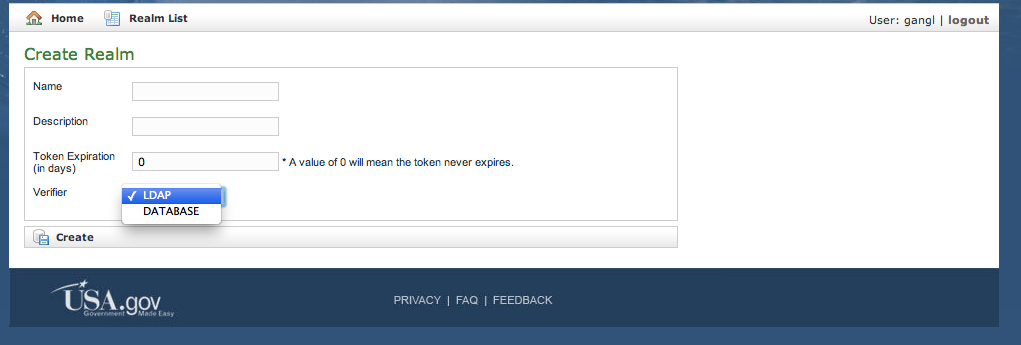 Home Realm List User: gangl | logout
Create Realm
Name
Description
Token Expiration
(in days)
0 * A value of 0 will mean the token never expires.
Verifier
✓ LDAP
DATABASE
Create
USA.gov
Government Made Easy
PRIVACY | FAQ | FEEDBACK